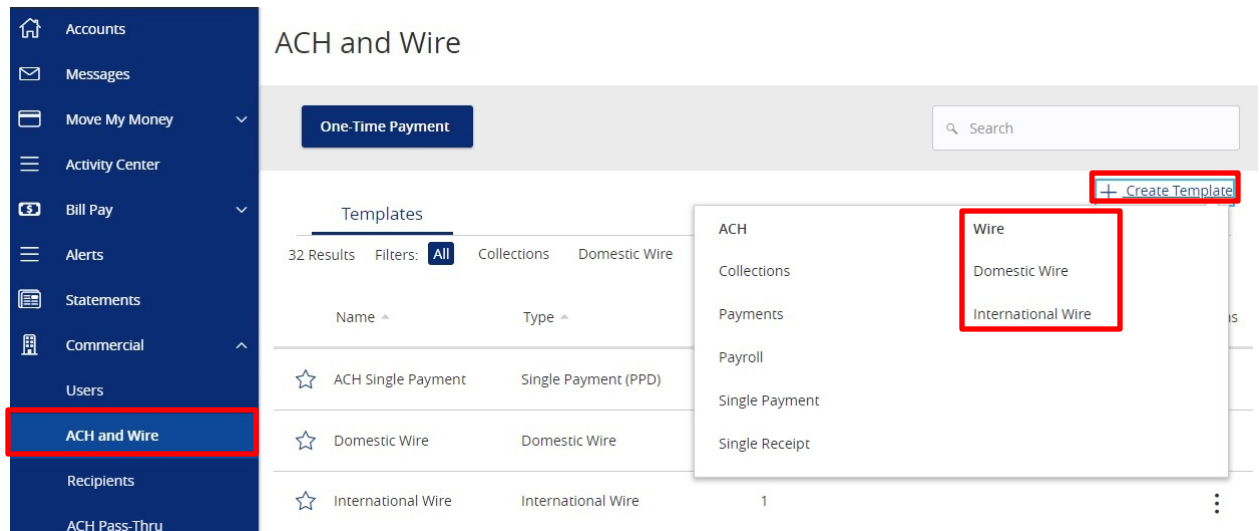 Accounts
Messages
Move My Money
Activity Center
Bill Pay
Alerts
Statements
Commercial
Users
ACH and Wire
Recipients
ACH Pass-Thru
ACH and Wire
One-Time Payment
Search
+ Create Template
Templates
32 Results Filters: All Collections Domestic Wire
Name Type
ACH Single Payment Single Payment (PPD)
Domestic Wire Domestic Wire
International Wire International Wire 1
ACH
Collections
Payments
Payroll
Single Payment
Single Receipt
Wire
Domestic Wire
International Wire